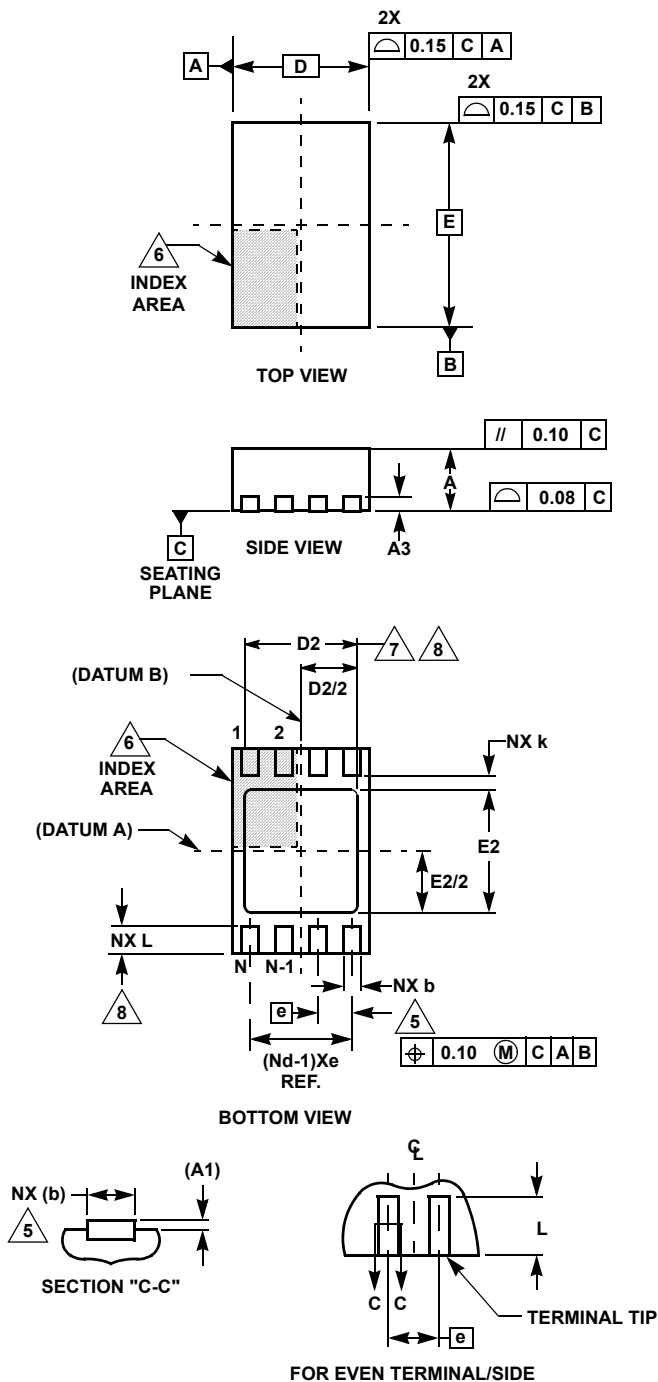 2X
⌓ 0.15 C A
A
D
2X
⌓ 0.15 C B
E
6
INDEX
AREA
B
TOP VIEW
// 0.10 C
A
⌓ 0.08 C
C
SIDE VIEW
A3
SEATING
PLANE
D2
7
8
(DATUM B)
D2/2
6
INDEX
AREA
1
2
NX k
(DATUM A)
E2
E2/2
NX L
N
N-1
NX b
8
e
5
(Nd-1)Xe
REF.
⌖ 0.10 Ⓜ C A B
BOTTOM VIEW
(A1)
NX (b)
5
SECTION "C-C"
℄
L
C
C
TERMINAL TIP
e
FOR EVEN TERMINAL/SIDE